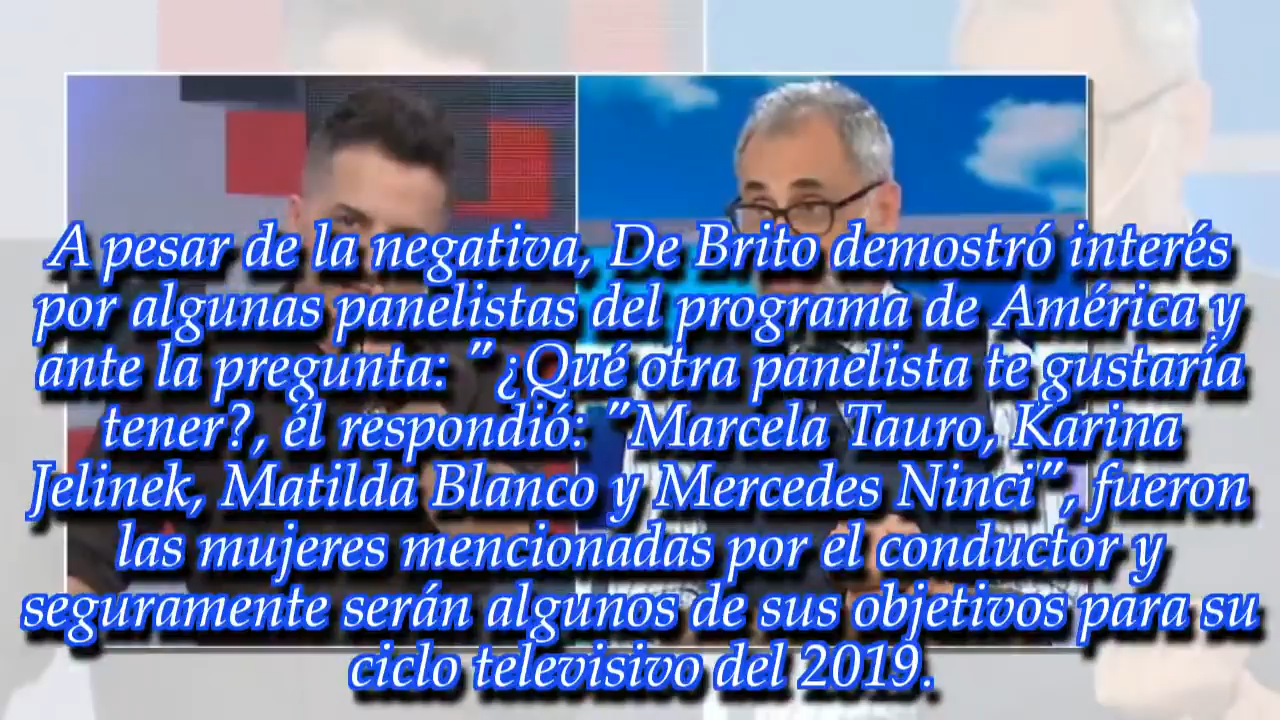 A pesar de la negativa, De Brito demostró interés
por algunas panelistas del programa de América y
ante la pregunta: "¿Qué otra panelista te gustaría
tener?, él respondió: "Marcela Tauro, Karina
Jelinek, Matilda Blanco y Mercedes Ninci", fueron
las mujeres mencionadas por el conductor y
seguramente serán algunos de sus objetivos para su
ciclo televisivo del 2019.